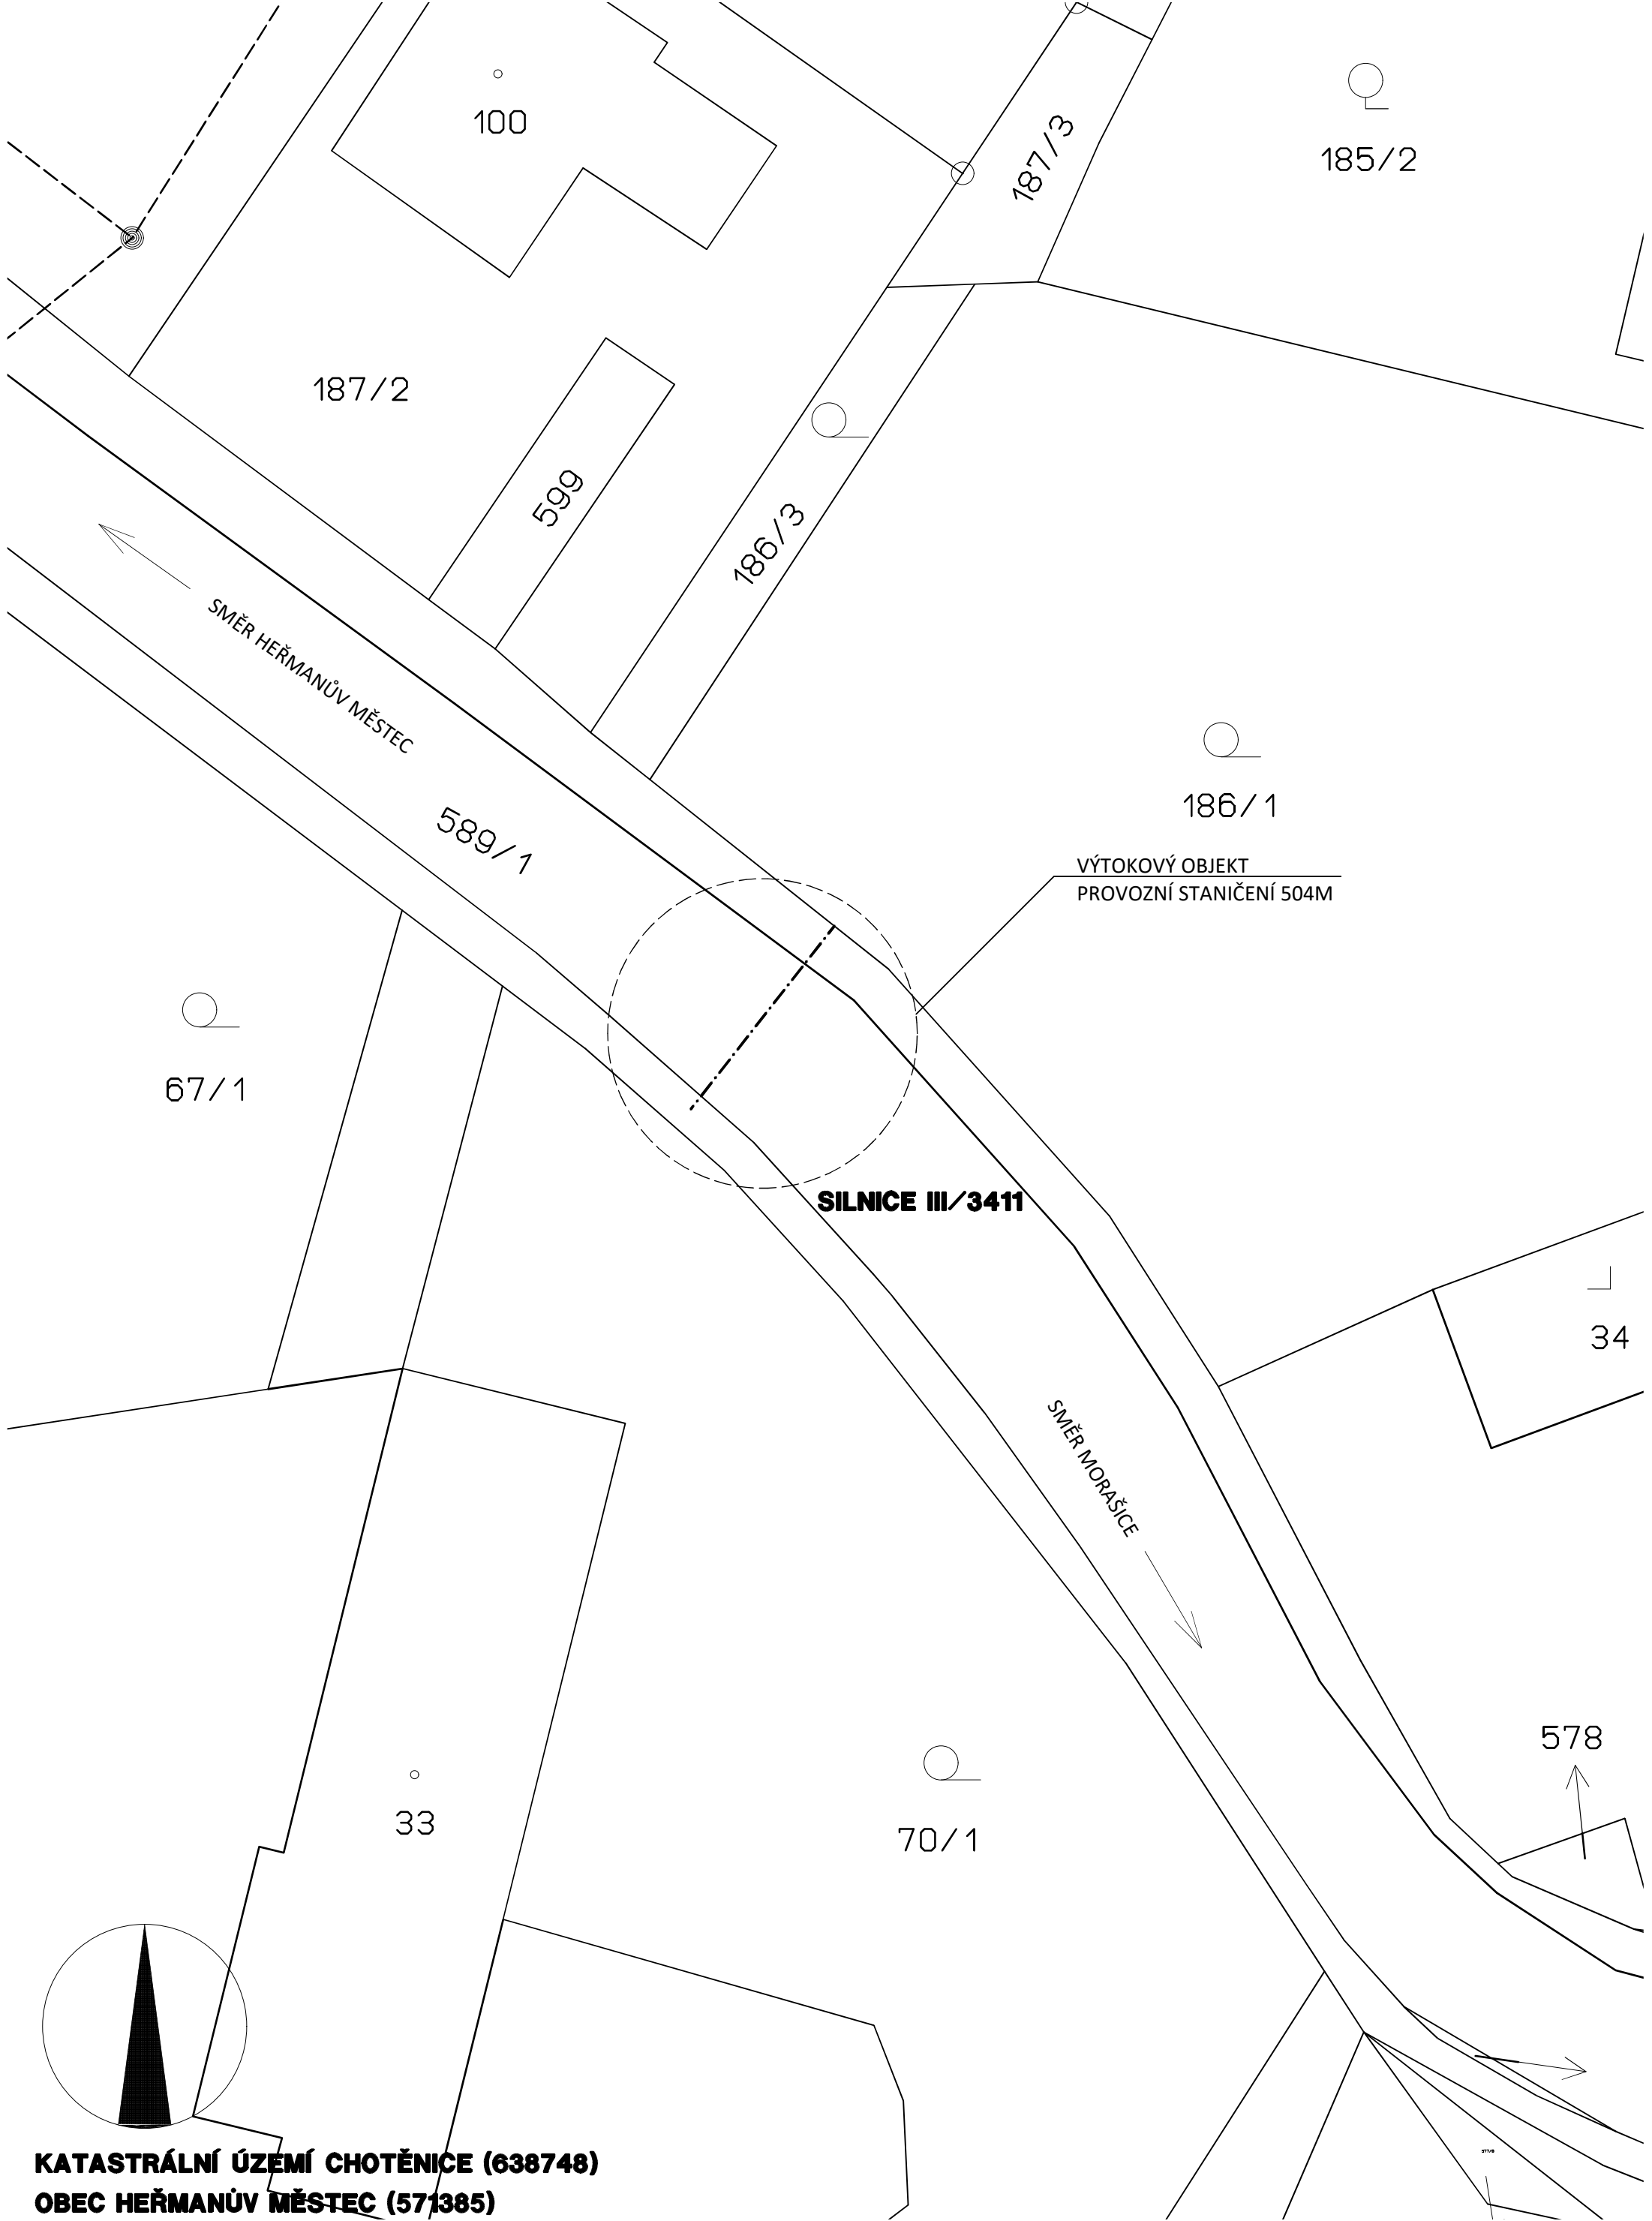 100
187/3
185/2
187/2
599
186/3
SMĚR HEŘMANŮV MĚSTEC
589/1
186/1
VÝTOKOVÝ OBJEKT
PROVOZNÍ STANIČENÍ 504M
67/1
SILNICE III/3411
34
SMĚR MORAŠICE
578
33
70/1
KATASTRÁLNÍ ÚZEMÍ CHOTĚNICE (638748)
OBEC HEŘMANŮV MĚSTEC (571385)